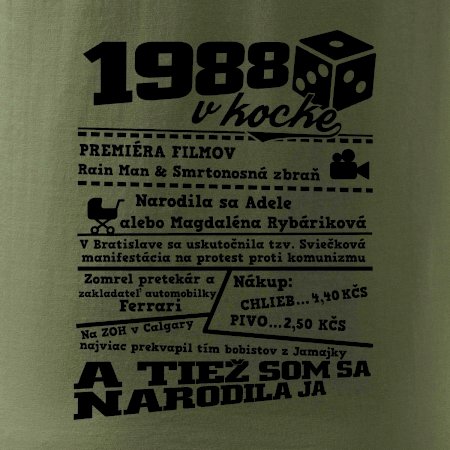 1988
v kocke
PREMIÉRA FILMOV
Rain Man & Smrtonosná zbraň
Narodila sa Adele
alebo Magdaléna Rybáriková
V Bratislave sa uskutočnila tzv. Sviečková
manifestácia na protest proti komunizmu
Zomrel pretekár a
zakladateľ automobilky
Ferrari
Nákup:
CHLIEB...4,40 KČS
PIVO...2,50 KČS
Na ZOH v Calgary
najviac prekvapil tím bobistov z Jamajky
A TIEŽ SOM SA
NARODILA JA